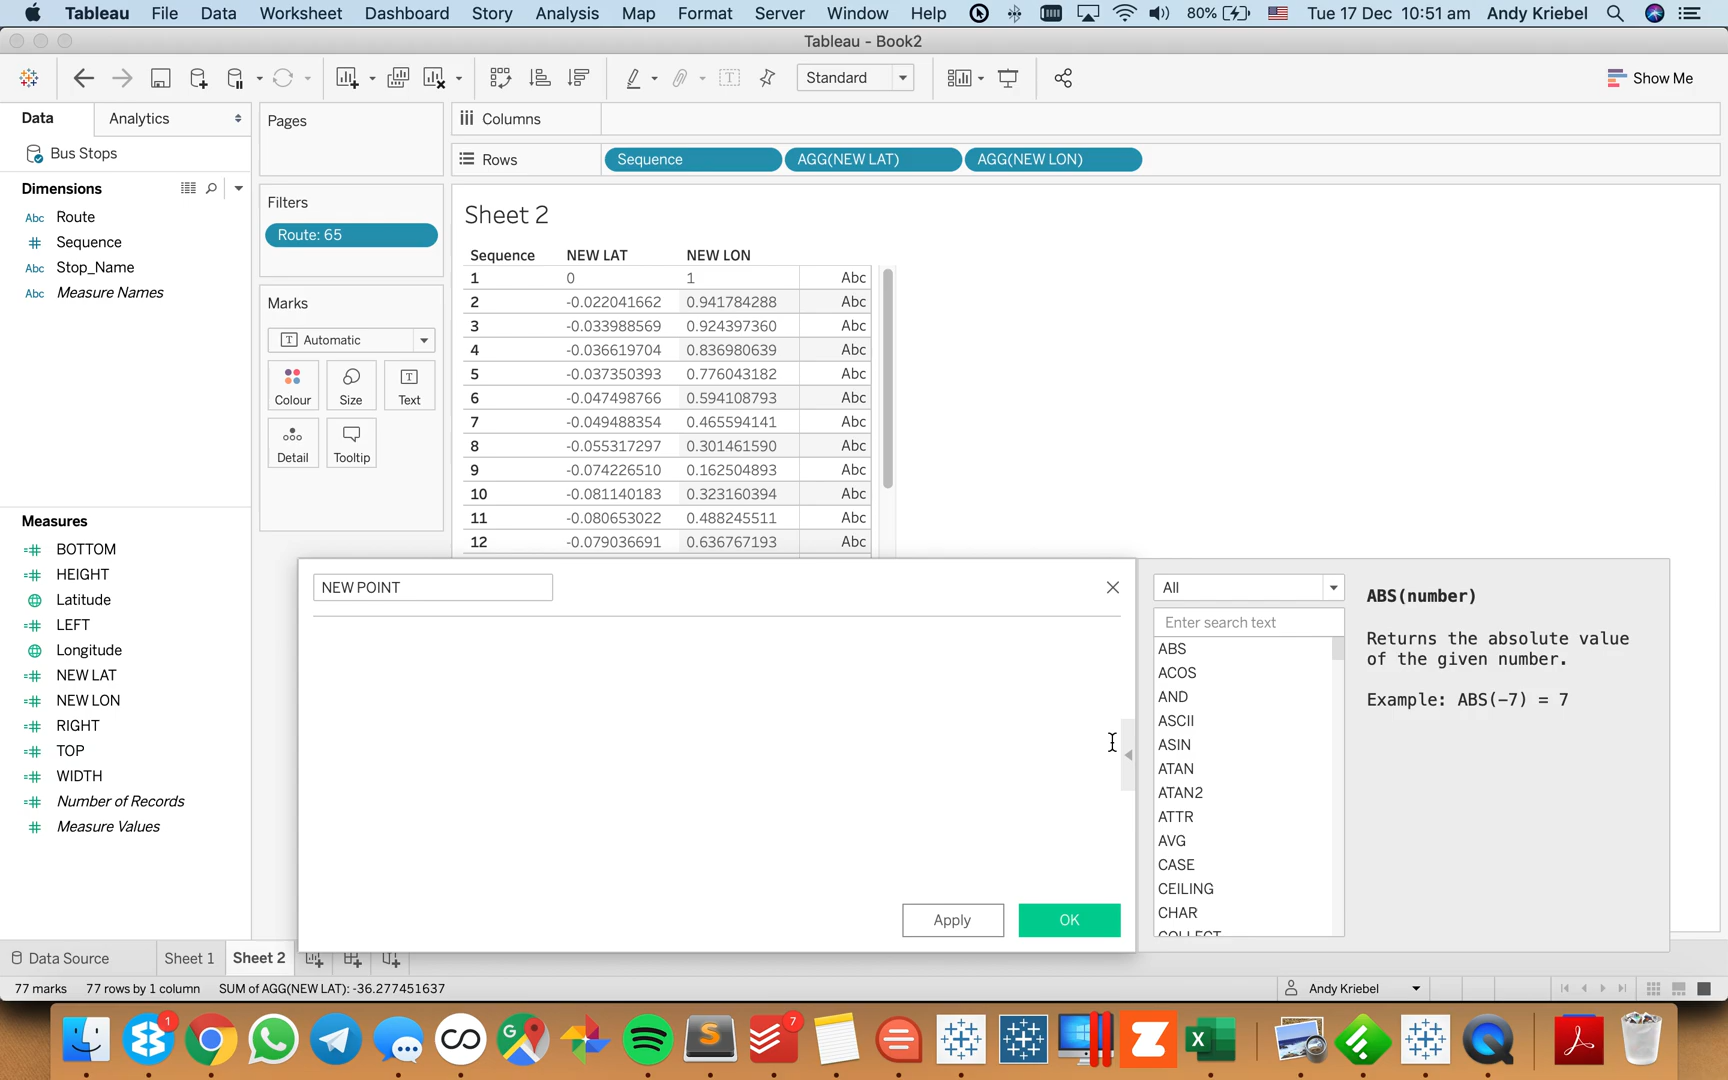 Tableau File Data Worksheet Dashboard Story Analysis Map Format Server Window Help 80% Tue 17 Dec 10:51 am Andy Kriebel
Tableau - Book2
Standard Show Me
Data Analytics Pages Columns
Bus Stops Rows Sequence AGG(NEW LAT) AGG(NEW LON)
Dimensions Filters
Abc Route Route: 65 Sheet 2
Sequence
Abc Stop_Name Sequence NEW LAT NEW LON
Abc Measure Names Marks
Automatic
Colour Size Text
Detail Tooltip
1 0 1 Abc
2 -0.022041662 0.941784288 Abc
3 -0.033988569 0.924397360 Abc
4 -0.036619704 0.836980639 Abc
5 -0.037350393 0.776043182 Abc
6 -0.047498766 0.594108793 Abc
7 -0.049488354 0.465594141 Abc
8 -0.055317297 0.301461590 Abc
9 -0.074226510 0.162504893 Abc
10 -0.081140183 0.323160394 Abc
11 -0.080653022 0.488245511 Abc
12 -0.079036691 0.636767193 Abc
Measures
BOTTOM
HEIGHT
Latitude
LEFT
Longitude
NEW LAT
NEW LON
RIGHT
TOP
WIDTH
Number of Records
Measure Values
NEW POINT
Apply OK
All
Enter search text
ABS
ACOS
AND
ASCII
ASIN
ATAN
ATAN2
ATTR
AVG
CASE
CEILING
CHAR
COLLECT
ABS(number)
Returns the absolute value
of the given number.
Example: ABS(-7) = 7
Data Source Sheet 1 Sheet 2
77 marks 77 rows by 1 column SUM of AGG(NEW LAT): -36.277451637 Andy Kriebel
1 7